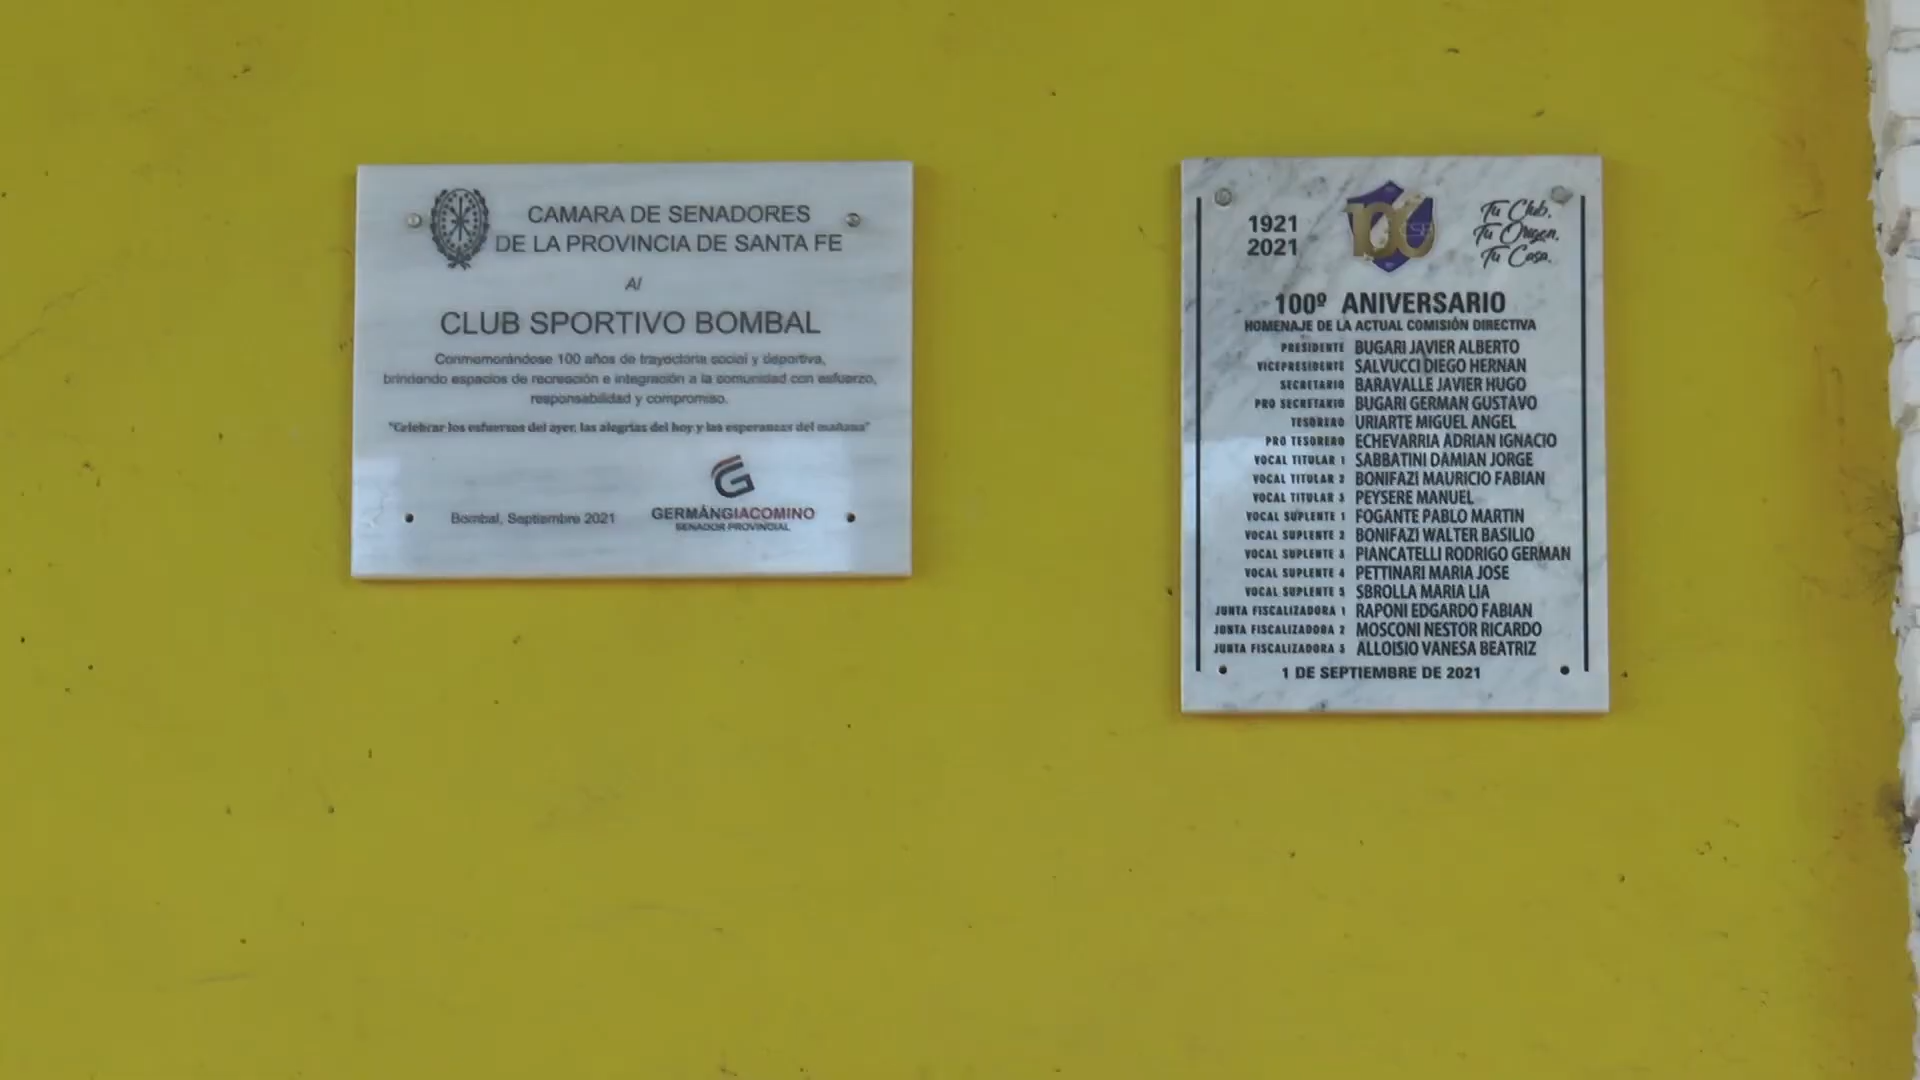 CAMARA DE SENADORES
DE LA PROVINCIA DE SANTA FE
Al
CLUB SPORTIVO BOMBAL
Conmemorándose 100 años de trayectoria social y deportiva,
brindando espacios de recreación e integración a la comunidad con esfuerzo,
responsabilidad y compromiso.
"Celebrar los esfuerzos del ayer, las alegrías del hoy y las esperanzas del mañana"
Bombal, Septiembre 2021
GERMÁNGIACOMINO
SENADOR PROVINCIAL
1921
2021
100
CSB
Tu Club.
Tu Origen.
Tu Casa.
100º ANIVERSARIO
HOMENAJE DE LA ACTUAL COMISIÓN DIRECTIVA
PRESIDENTE BUGARI JAVIER ALBERTO
VICEPRESIDENTE SALVUCCI DIEGO HERNAN
SECRETARIO BARAVALLE JAVIER HUGO
PRO SECRETARIO BUGARI GERMAN GUSTAVO
TESORERO URIARTE MIGUEL ANGEL
PRO TESORERO ECHEVARRIA ADRIAN IGNACIO
VOCAL TITULAR 1 SABBATINI DAMIAN JORGE
VOCAL TITULAR 2 BONIFAZI MAURICIO FABIAN
VOCAL TITULAR 3 PEYSERE MANUEL
VOCAL SUPLENTE 1 FOGANTE PABLO MARTIN
VOCAL SUPLENTE 2 BONIFAZI WALTER BASILIO
VOCAL SUPLENTE 3 PIANCATELLI RODRIGO GERMAN
VOCAL SUPLENTE 4 PETTINARI MARIA JOSE
VOCAL SUPLENTE 5 SBROLLA MARIA LIA
JUNTA FISCALIZADORA 1 RAPONI EDGARDO FABIAN
JUNTA FISCALIZADORA 2 MOSCONI NESTOR RICARDO
JUNTA FISCALIZADORA 3 ALLOISIO VANESA BEATRIZ
1 DE SEPTIEMBRE DE 2021